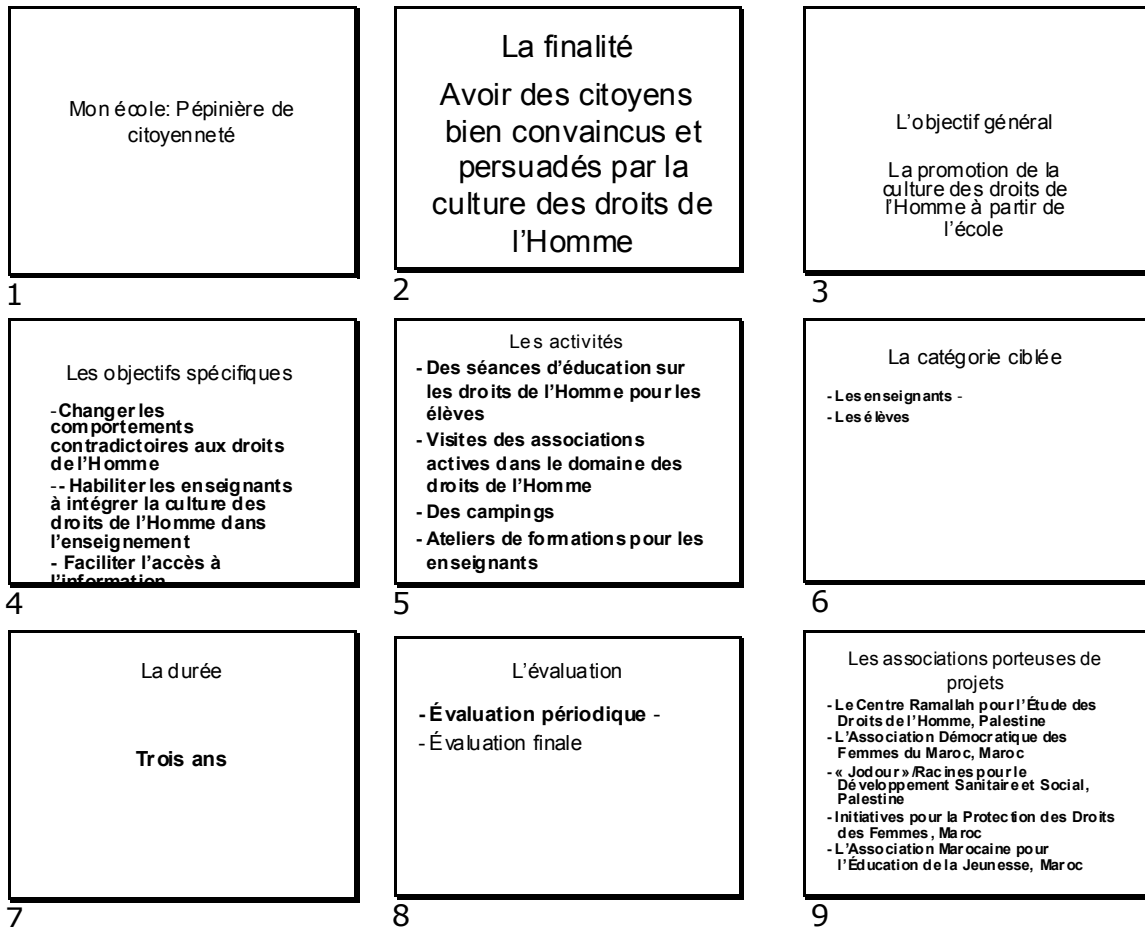 Mon école: Pépinière de
citoyenneté
1
La finalité
Avoir des citoyens
bien convaincus et
persuadés par la
culture des droits de
l'Homme
2
L'objectif général
La promotion de la
culture des droits de
l'Homme à partir de
l'école
3
Les objectifs spécifiques
-Changer les
comportements
contradictoires aux droits
de l'Homme
-- Habiliter les enseignants
à intégrer la culture des
droits de l'Homme dans
l'enseignement
- Faciliter l'accès à
l'information
4
Les activités
- Des séances d'éducation sur
les droits de l'Homme pour les
élèves
- Visites des associations
actives dans le domaine des
droits de l'Homme
- Des campings
- Ateliers de formations pour les
enseignants
5
La catégorie ciblée
- Les enseignants -
- Les élèves
6
La durée
Trois ans
7
L'évaluation
- Évaluation périodique -
- Évaluation finale
8
Les associations porteuses de
projets
- Le Centre Ramallah pour l'Étude des
Droits de l'Homme, Palestine
- L'Association Démocratique des
Femmes du Maroc, Maroc
- « Jodour »/Racines pour le
Développement Sanitaire et Social,
Palestine
- Initiatives pour la Protection des Droits
des Femmes, Maroc
- L'Association Marocaine pour
l'Éducation de la Jeunesse, Maroc
9